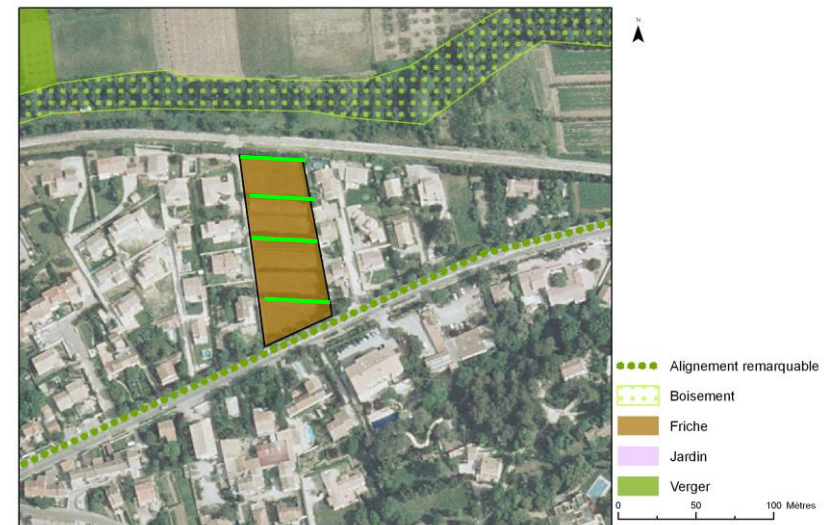 N
Alignement remarquable
Boisement
Friche
Jardin
Verger
0 50 100 Mètres